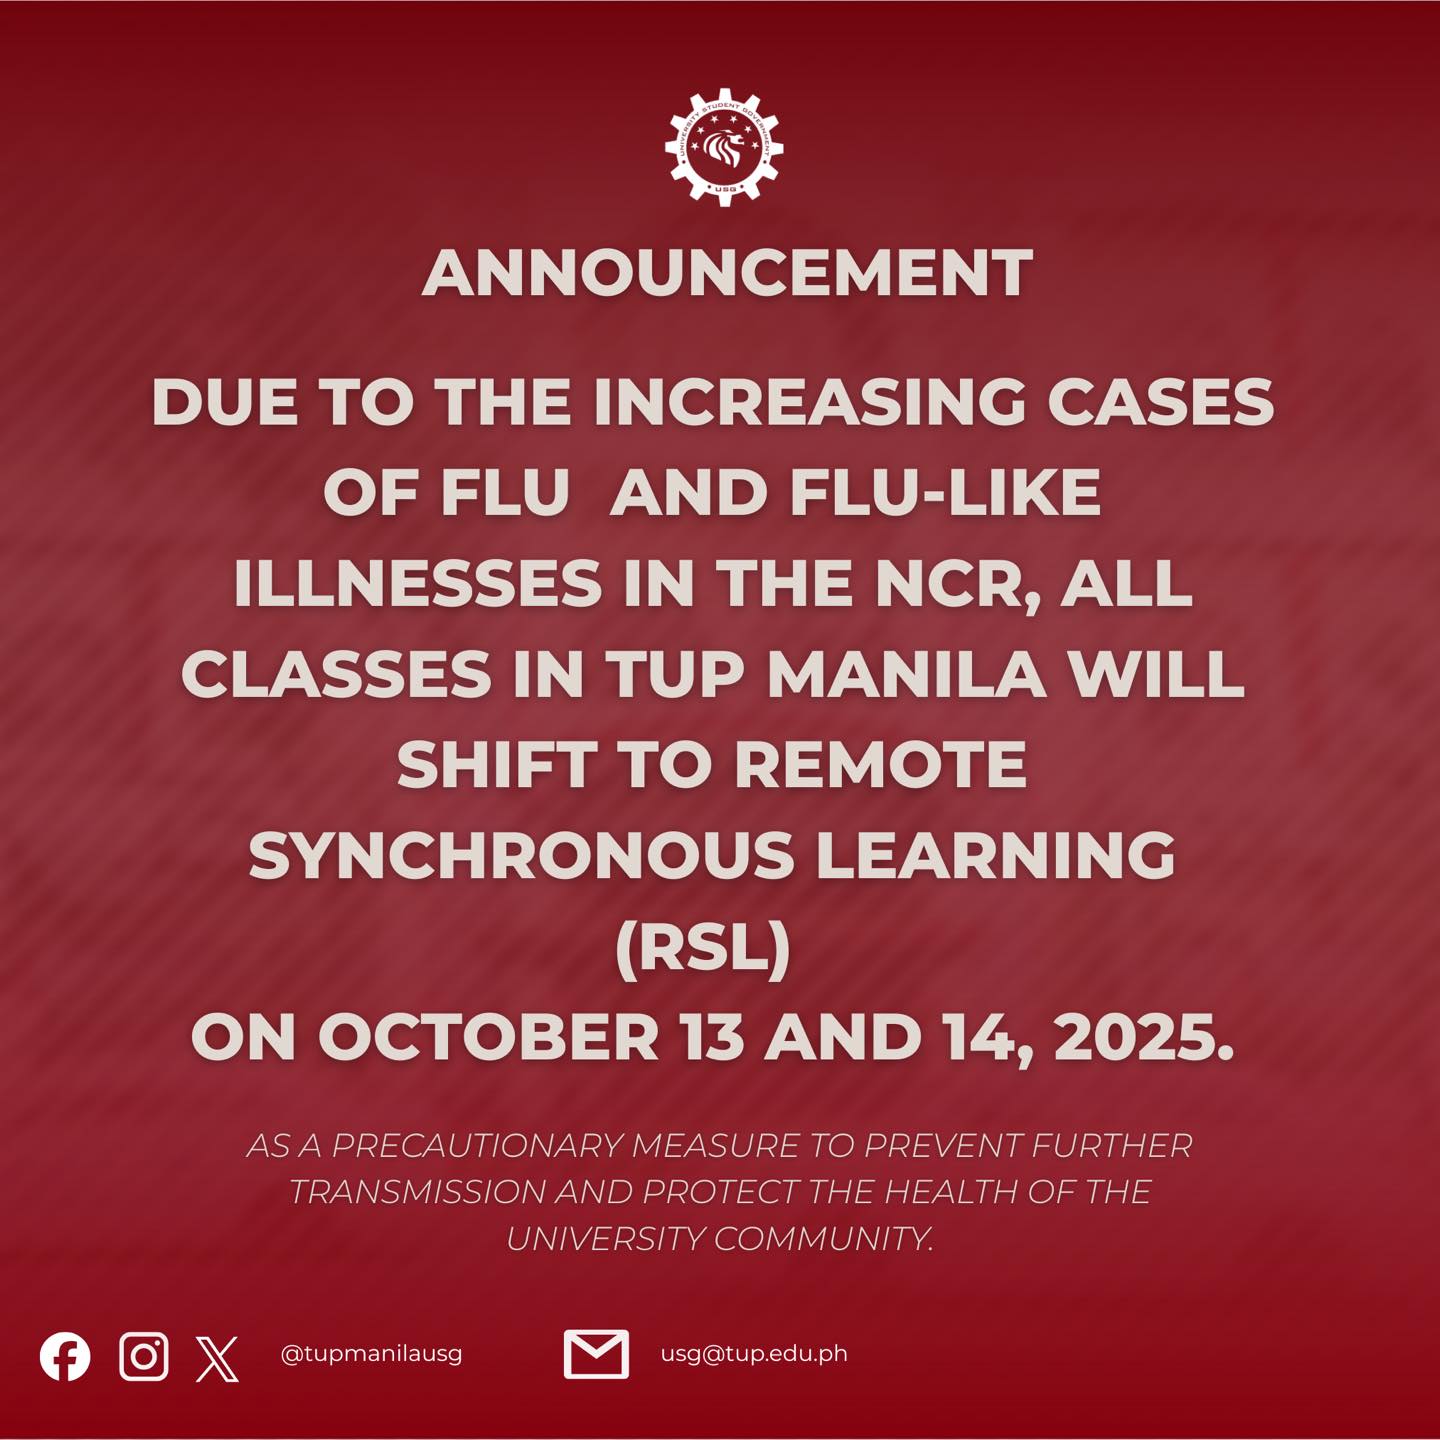 UNIVERSITY STUDENT GOVERNMENT
USG
ANNOUNCEMENT
DUE TO THE INCREASING CASES
OF FLU  AND FLU-LIKE
ILLNESSES IN THE NCR, ALL
CLASSES IN TUP MANILA WILL
SHIFT TO REMOTE
SYNCHRONOUS LEARNING
(RSL)
ON OCTOBER 13 AND 14, 2025.
AS A PRECAUTIONARY MEASURE TO PREVENT FURTHER
TRANSMISSION AND PROTECT THE HEALTH OF THE
UNIVERSITY COMMUNITY.
@tupmanilausg
usg@tup.edu.ph